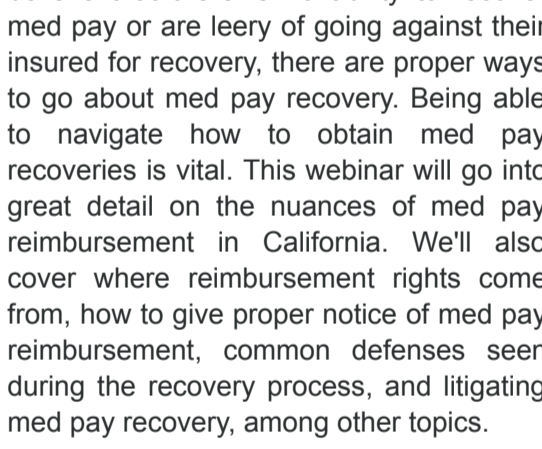 med pay or are leery of going against their
insured for recovery, there are proper ways
to go about med pay recovery. Being able
to navigate how to obtain med pay
recoveries is vital. This webinar will go into
great detail on the nuances of med pay
reimbursement in California. We'll also
cover where reimbursement rights come
from, how to give proper notice of med pay
reimbursement, common defenses seen
during the recovery process, and litigating
med pay recovery, among other topics.